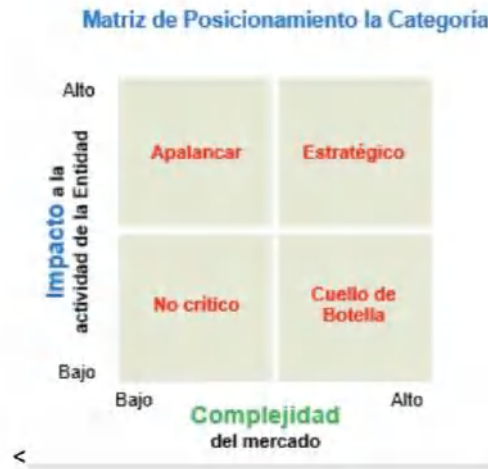 Matriz de Posicionamiento la Categoria
Alto
Apalancar
Estratégico
Impacto a la
actividad de la Entidad
No critico
Cuello de
Botella
Bajo
Bajo
Alto
Complejidad
del mercado
<